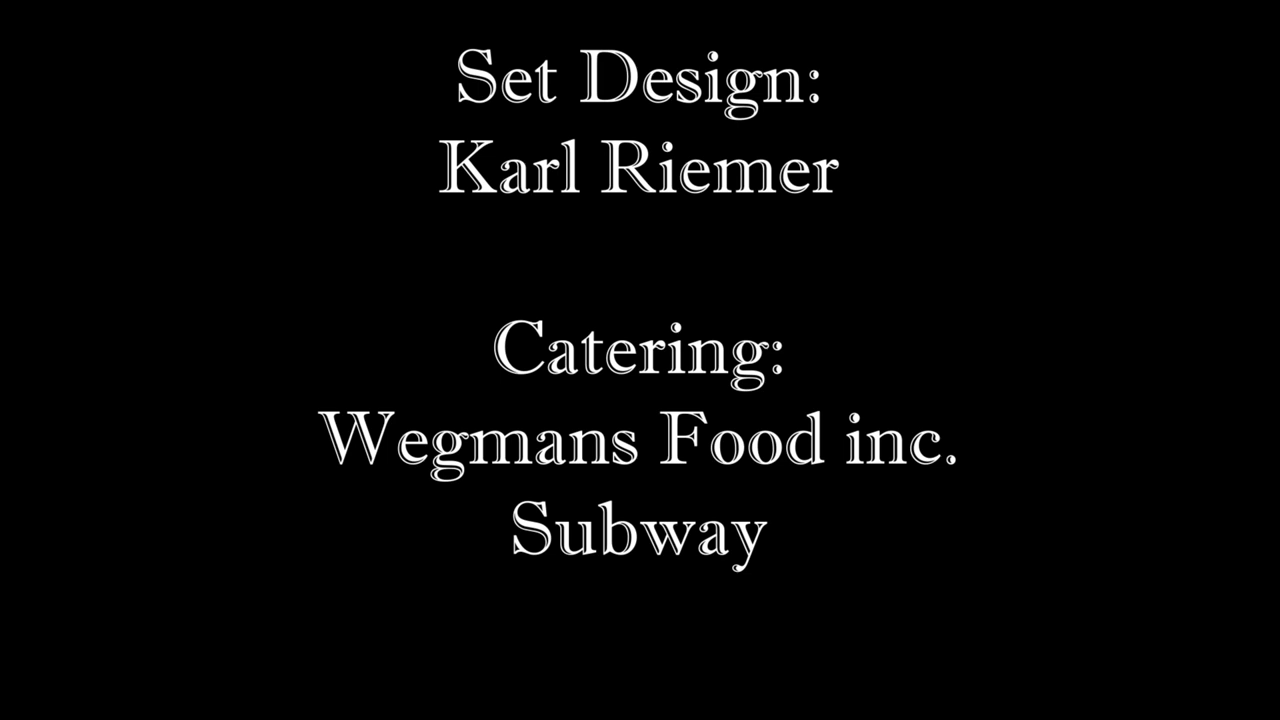 Set Design:
Karl Riemer
Catering:
Wegmans Food inc.
Subway